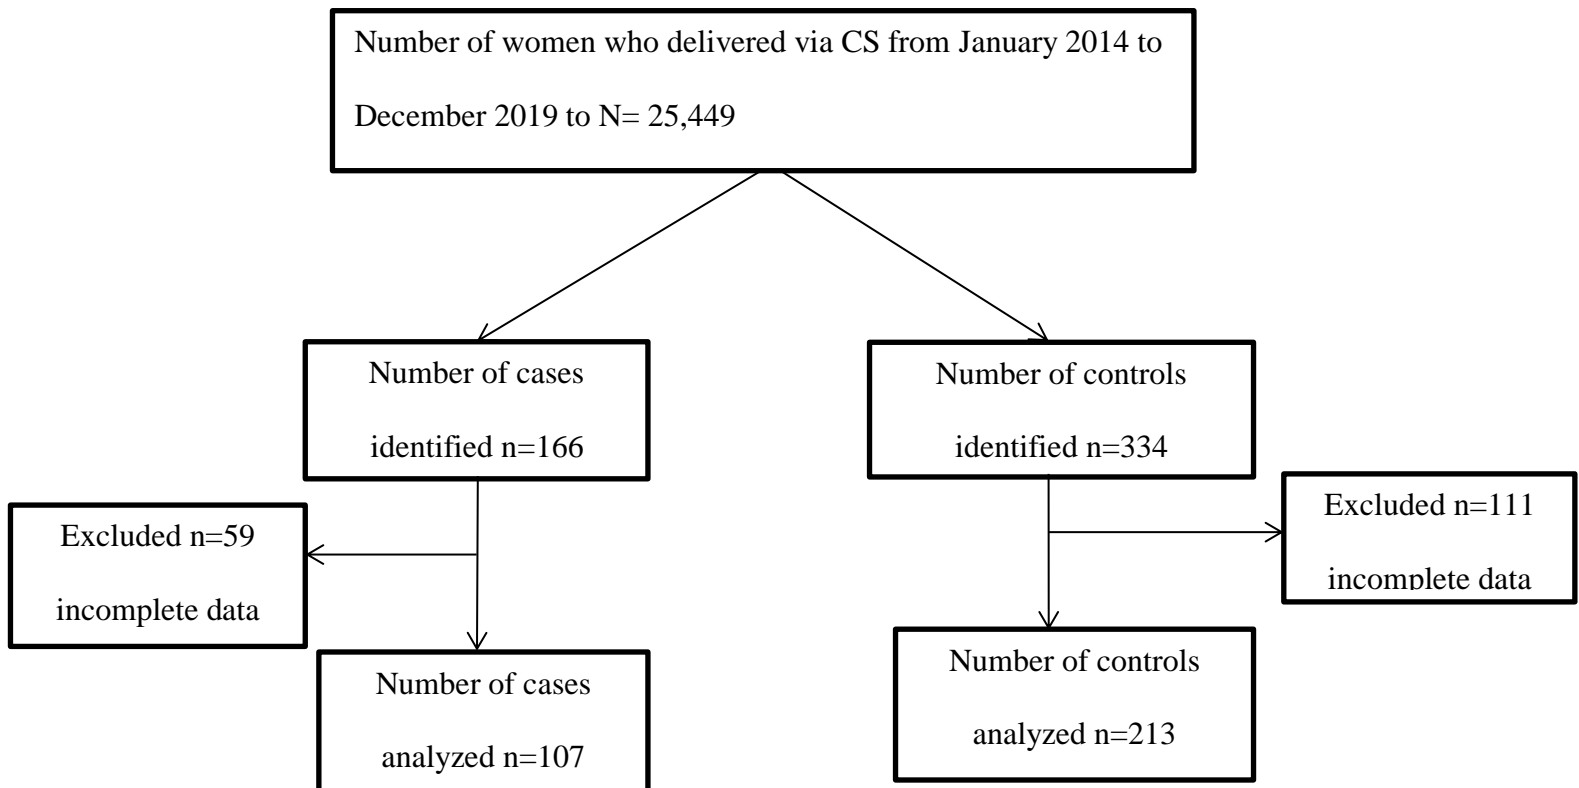 Number of women who delivered via CS from January 2014 to
December 2019 to N= 25,449
Number of cases
identified n=166
Number of controls
identified n=334
Excluded n=59
incomplete data
Excluded n=111
incomplete data
Number of cases
analyzed n=107
Number of controls
analyzed n=213